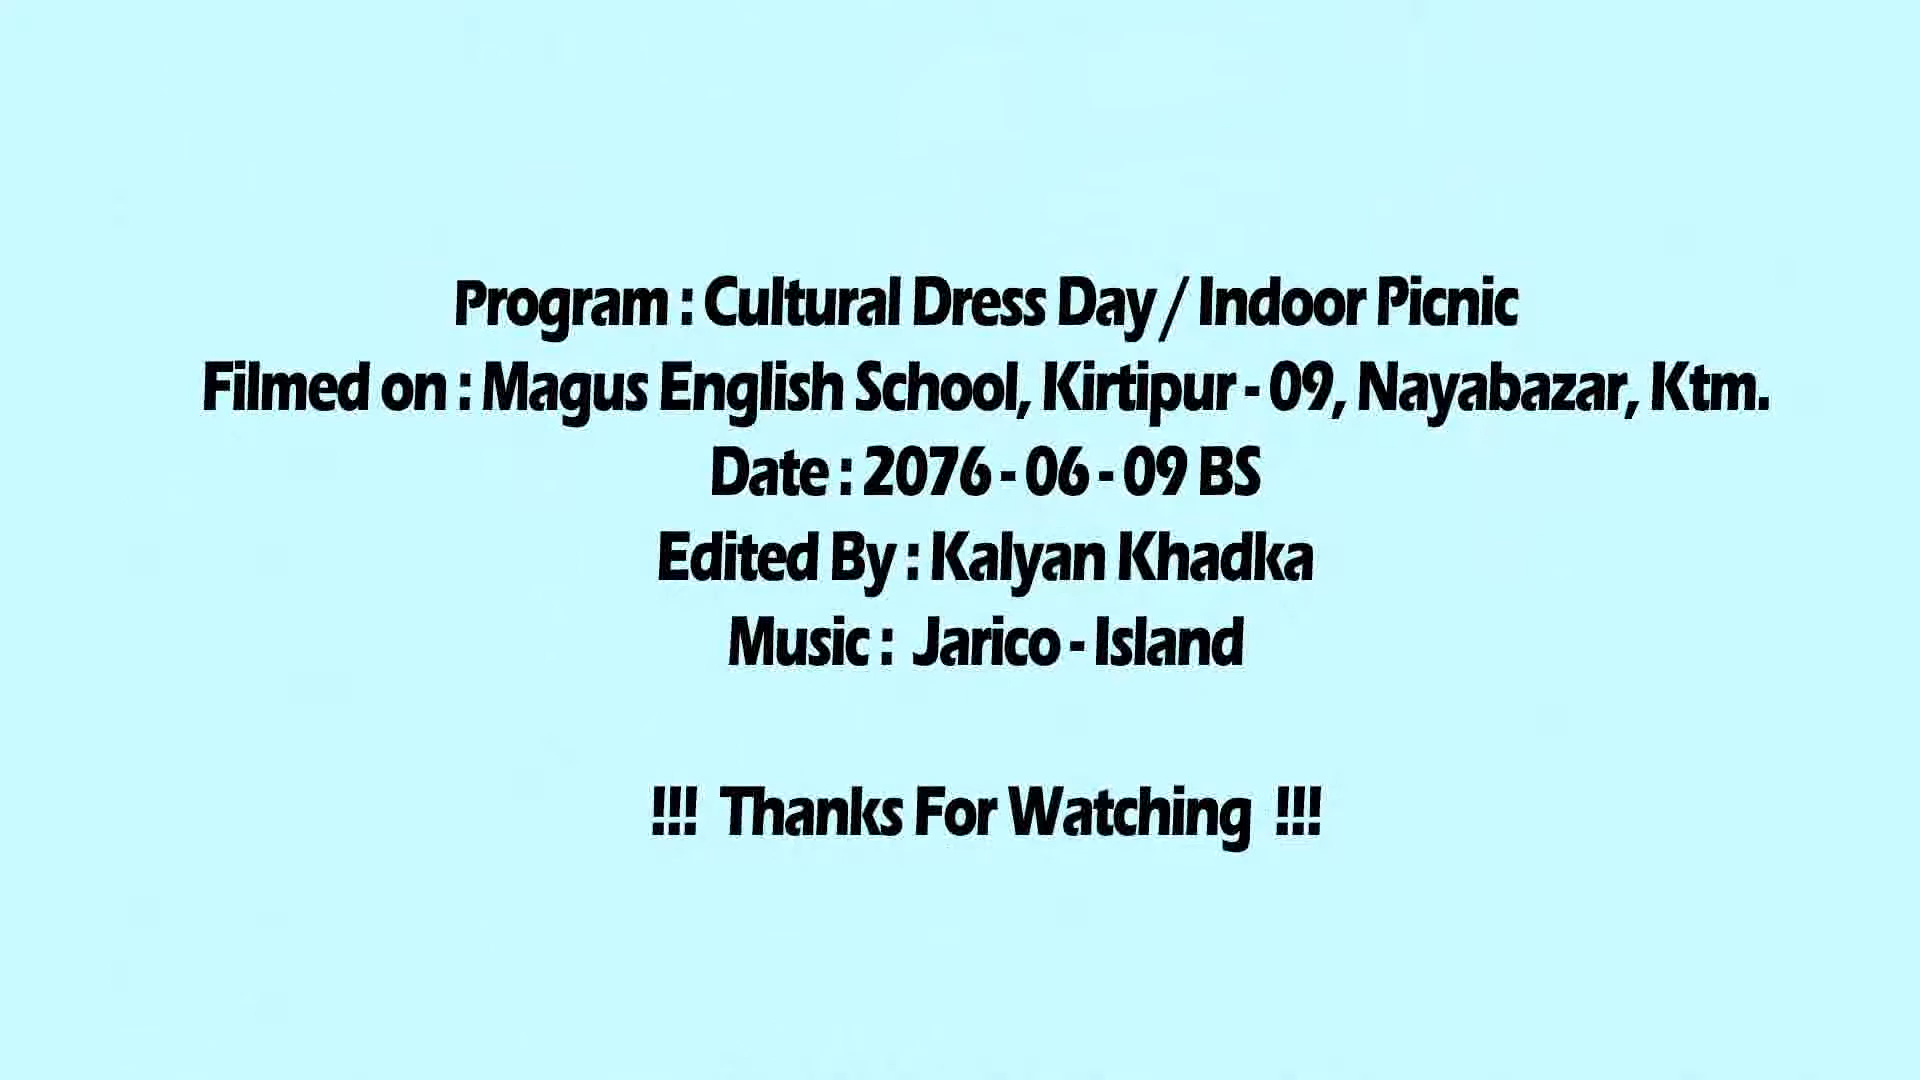 Program : Cultural Dress Day / Indoor Picnic
Filmed on : Magus English School, Kirtipur - 09, Nayabazar, Ktm.
Date : 2076 - 06 - 09 BS
Edited By : Kalyan Khadka
Music : Jarico - Island
!!! Thanks For Watching !!!